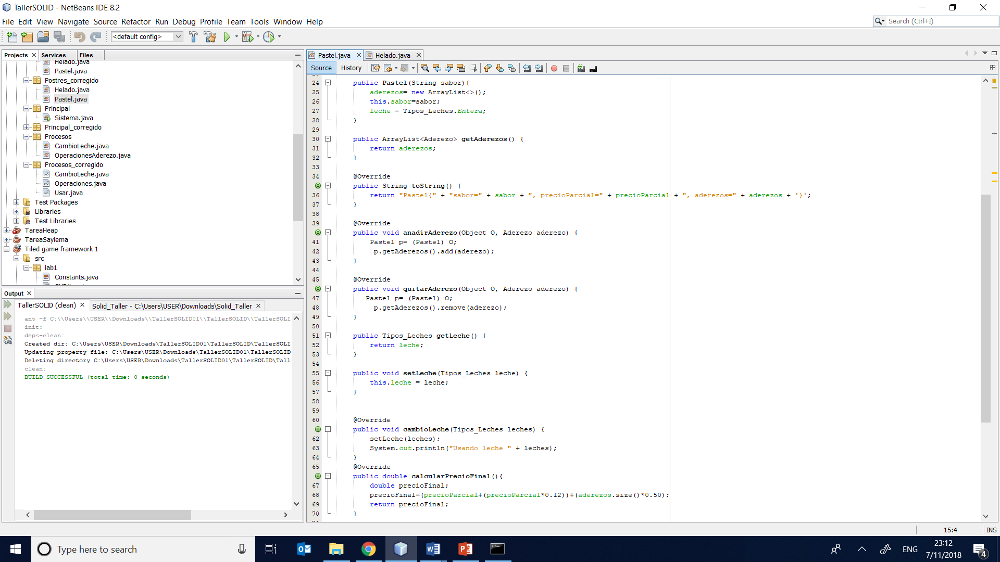 TallerSOLID - NetBeans IDE 8.2
File Edit View Navigate Source Refactor Run Debug Profile Team Tools Window Help
Search (Ctrl+I)
<default config>
Projects Services Files
Helado.java
Pastel.java
Postres_corregido
Helado.java
Pastel.java
Principal
Sistema.java
Principal_corregido
Procesos
CambioLeche.java
OperacionesAderezo.java
Procesos_corregido
CambioLeche.java
Operaciones.java
Usar.java
Test Packages
Libraries
Test Libraries
TareaHeap
TareaSaylema
Tiled game framework 1
src
lab1
Constants.java
Output
TallerSOLID (clean) Solid_Taller - C:\Users\USER\Downloads\Solid_Taller
ant -f C:\\Users\\USER\\Downloads\\TallerSOLID01\\TallerSOLID\\TallerSOLI
init:
deps-clean:
Created dir: C:\Users\USER\Downloads\TallerSOLID01\TallerSOLID\TallerSOLI
Updating property file: C:\Users\USER\Downloads\TallerSOLID01\TallerSOLID
Deleting directory C:\Users\USER\Downloads\TallerSOLID01\TallerSOLID\Tall
clean:
BUILD SUCCESSFUL (total time: 0 seconds)
Pastel.java Helado.java
Source History
24 public Pastel(String sabor){
25 aderezos= new ArrayList<>();
26 this.sabor=sabor;
27 leche = Tipos_Leches.Entera;
28 }
29
30 public ArrayList<Aderezo> getAderezos() {
31 return aderezos;
32 }
33
34 @Override
public String toString() {
36 return "Pastel{" + "sabor=" + sabor + ", precioParcial=" + precioParcial + ", aderezos=" + aderezos + '}';
37 }
38
39 @Override
public void anadirAderezo(Object O, Aderezo aderezo) {
41 Pastel p= (Pastel) O;
42 p.getAderezos().add(aderezo);
43 }
44
45 @Override
public void quitarAderezo(Object O, Aderezo aderezo) {
47 Pastel p= (Pastel) O;
48 p.getAderezos().remove(aderezo);
49 }
50
51 public Tipos_Leches getLeche() {
52 return leche;
53 }
54
55 public void setLeche(Tipos_Leches leche) {
56 this.leche = leche;
57 }
58
59
60 @Override
public void cambioLeche(Tipos_Leches leches) {
62 setLeche(leches);
63 System.out.println("Usando leche " + leches);
64 }
65 @Override
public double calcularPrecioFinal(){
67 double precioFinal;
68 precioFinal=(precioParcial+(precioParcial*0.12))+(aderezos.size()*0.50);
69 return precioFinal;
70 }
15:4 INS
Type here to search
ENG
23:12
7/11/2018
4